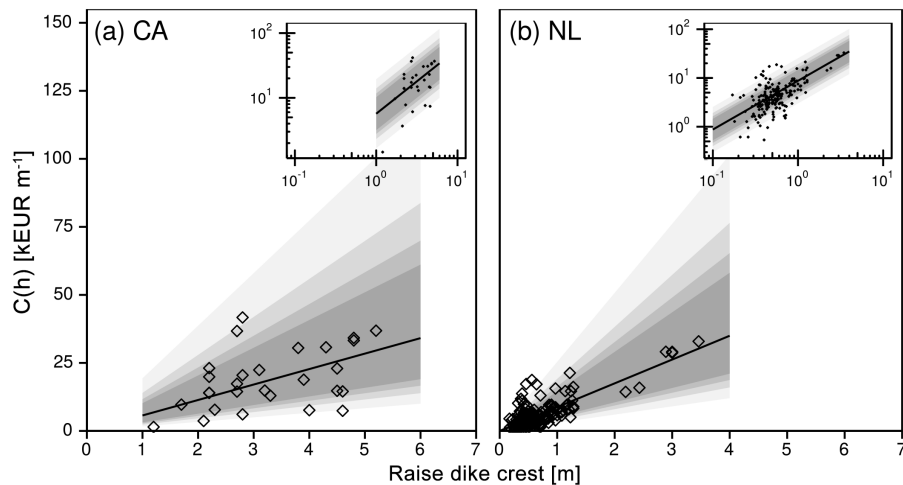 (a) CA
(b) NL
10² 10¹
10⁻¹ 10⁰ 10¹
10² 10¹ 10⁰
10⁻¹ 10⁰ 10¹
C(h) [kEUR m⁻¹]
150
125
100
75
50
25
0
0 1 2 3 4 5 6 7
0 1 2 3 4 5 6 7
Raise dike crest [m]